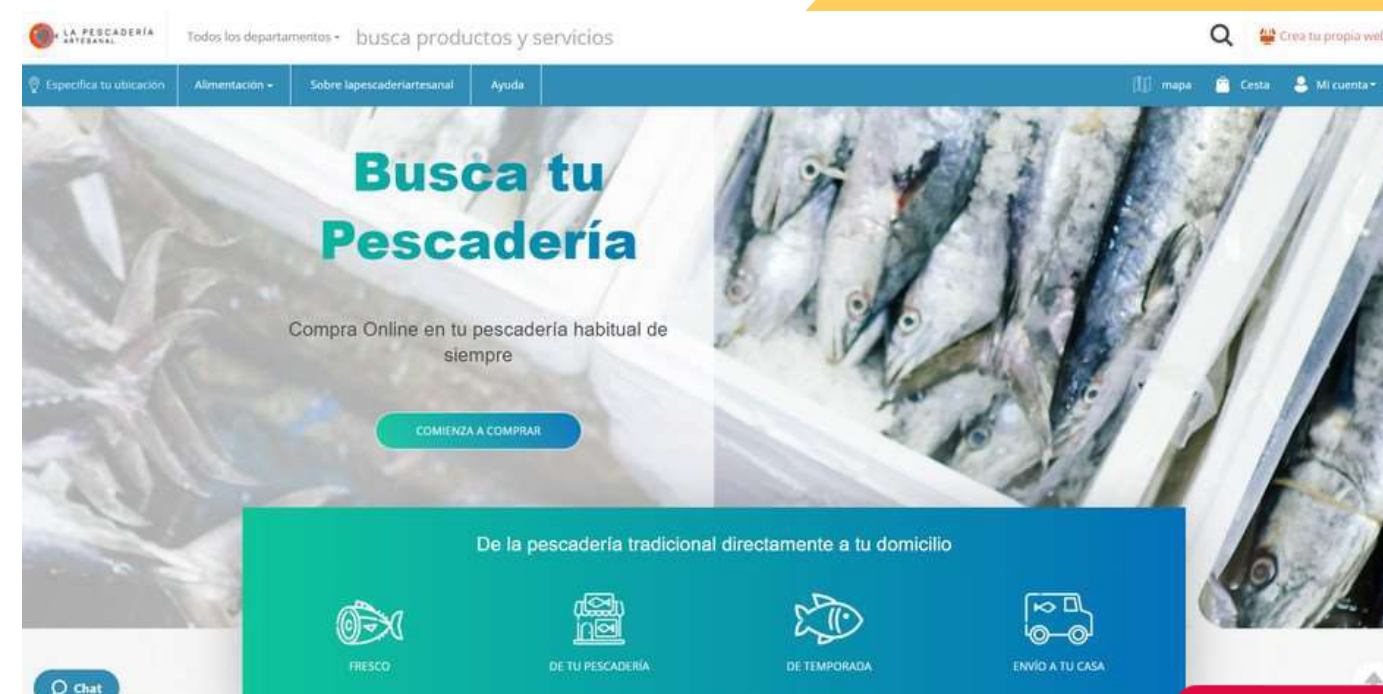 LA PESCADERÍA
ARTESANAL
Todos los departamentos
busca productos y servicios
Crea tu propia web
Especifica tu ubicación
Alimentación
Sobre lapescaderiartesanal
Ayuda
mapa
Cesta
Mi cuenta
Busca tu
Pescadería
Compra Online en tu pescadería habitual de
siempre
COMIENZA A COMPRAR
De la pescadería tradicional directamente a tu domicilio
FRESCO
DE TU PESCADERÍA
DE TEMPORADA
ENVÍO A TU CASA
Chat